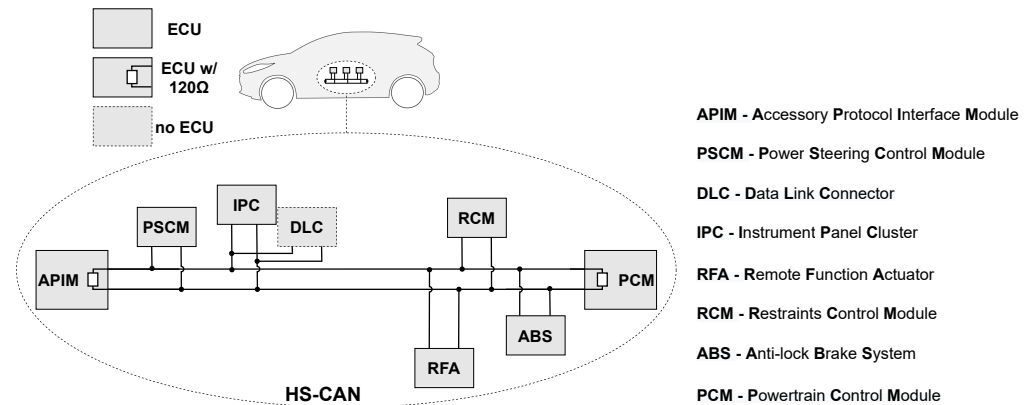 ECU
ECU w/
120Ω
no ECU
IPC
DLC
PSCM
RCM
APIM
PCM
ABS
RFA
HS-CAN
APIM - Accessory Protocol Interface Module
PSCM - Power Steering Control Module
DLC - Data Link Connector
IPC - Instrument Panel Cluster
RFA - Remote Function Actuator
RCM - Restraints Control Module
ABS - Anti-lock Brake System
PCM - Powertrain Control Module